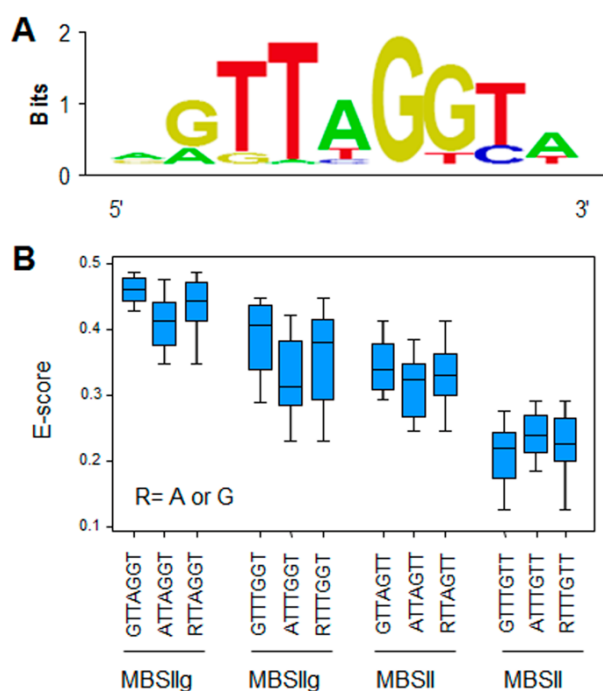 A
2
1
0
Bits
GTTAGGTA
5'
3'
B
0.5
0.4
0.3
0.2
0.1
E-score
R= A or G
GTTAGGT
ATTAGGT
RTTAGGT
GTTTGGT
ATTTGGT
RTTTGGT
GTTAGTT
ATTAGTT
RTTAGTT
GTTTGTT
ATTTGTT
RTTTGTT
MBSIIg
MBSIIg
MBSII
MBSII